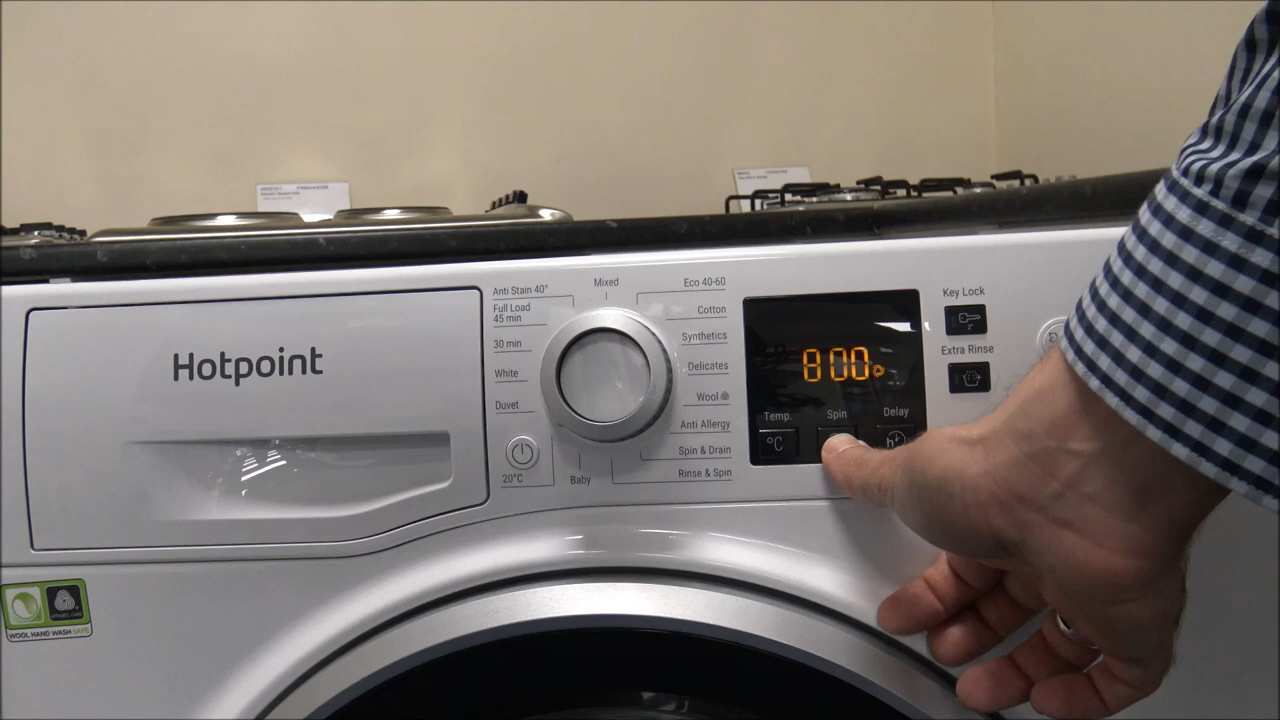 Hotpoint
Anti Stain 40°
Full Load
45 min
30 min
White
Duvet
20°C
Mixed
Baby
Eco 40-60
Cotton
Synthetics
Delicates
Wool
Anti Allergy
Spin & Drain
Rinse & Spin
800
Temp.
Spin
Delay
°C
h
Key Lock
3"
Extra Rinse
WOOL HAND WASH SAFE